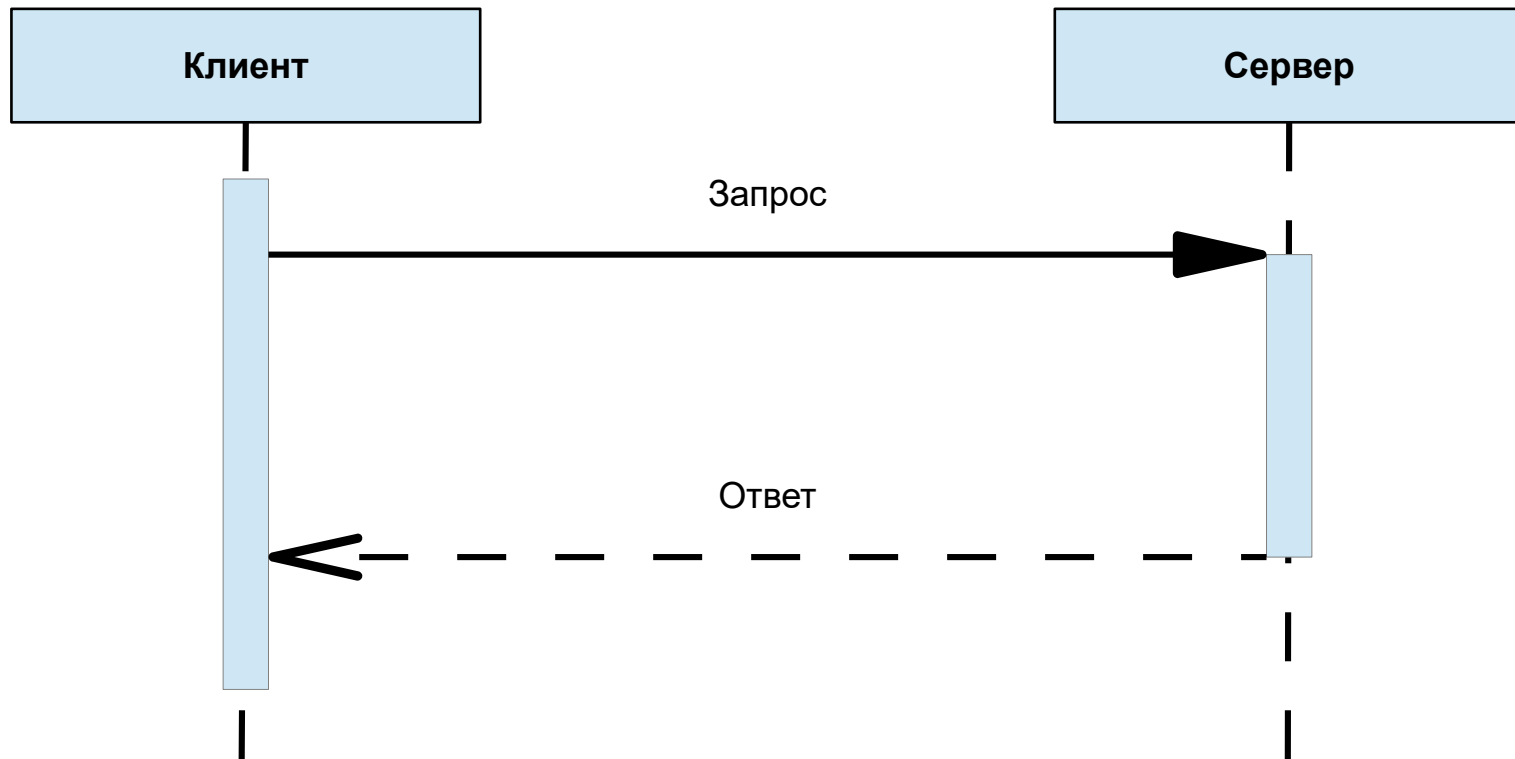 Клиент
Сервер
Запрос
Ответ